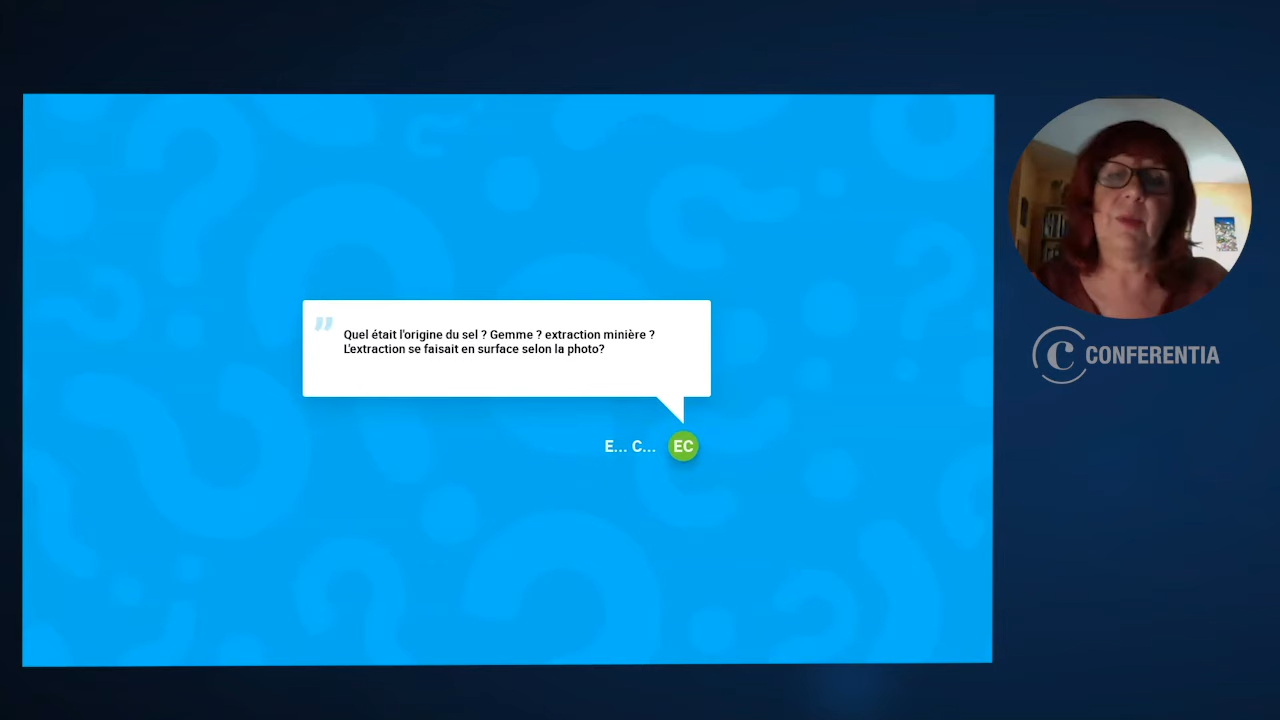 Quel était l'origine du sel ? Gemme ? extraction minière ?
L'extraction se faisait en surface selon la photo?
E... C...
EC
CONFERENTIA